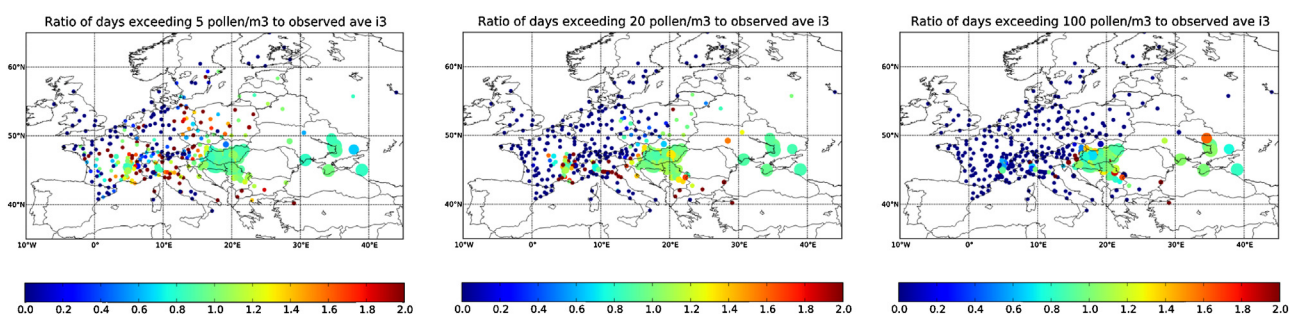 Ratio of days exceeding 5 pollen/m3 to observed ave i3
60°N
50°N
40°N
10°W 0° 10°E 20°E 30°E 40°E
0.0 0.2 0.4 0.6 0.8 1.0 1.2 1.4 1.6 1.8 2.0
Ratio of days exceeding 20 pollen/m3 to observed ave i3
60°N
50°N
40°N
10°W 0° 10°E 20°E 30°E 40°E
0.0 0.2 0.4 0.6 0.8 1.0 1.2 1.4 1.6 1.8 2.0
Ratio of days exceeding 100 pollen/m3 to observed ave i3
60°N
50°N
40°N
10°W 0° 10°E 20°E 30°E 40°E
0.0 0.2 0.4 0.6 0.8 1.0 1.2 1.4 1.6 1.8 2.0